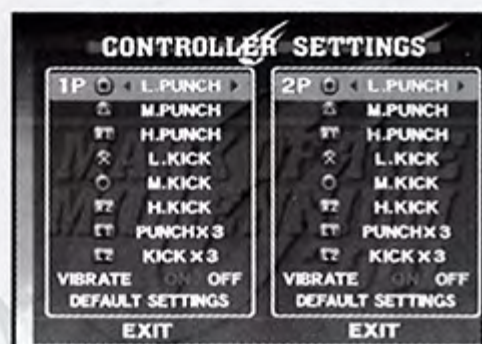 CONTROLLER SETTINGS
1P L.PUNCH
M.PUNCH
H.PUNCH
L.KICK
M.KICK
H.KICK
PUNCH X 3
KICK X 3
VIBRATE ON OFF
DEFAULT SETTINGS
EXIT
2P L.PUNCH
M.PUNCH
H.PUNCH
L.KICK
M.KICK
H.KICK
PUNCH X 3
KICK X 3
VIBRATE ON OFF
DEFAULT SETTINGS
EXIT